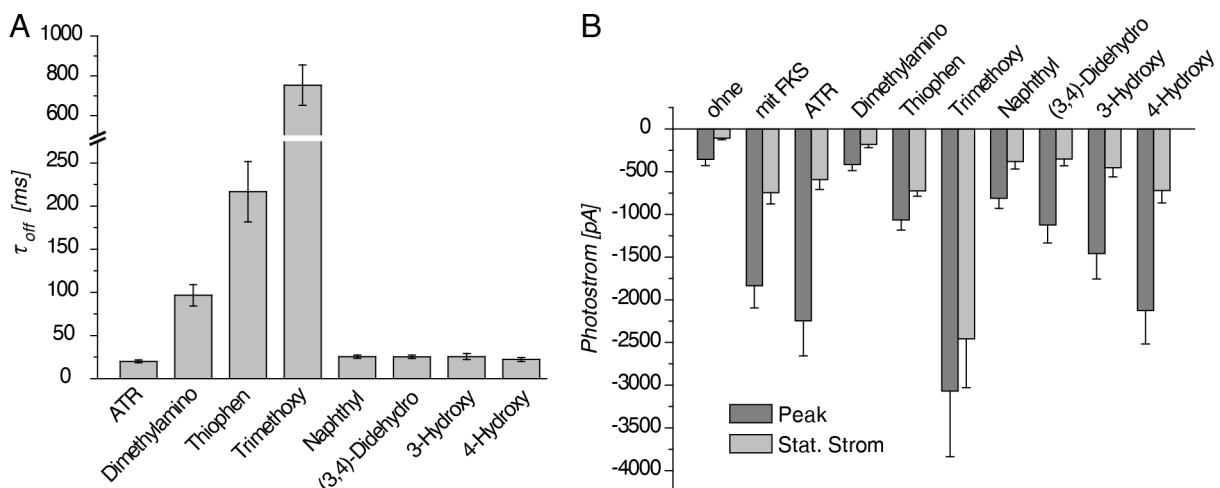 A
τoff [ms]
1000
800
600
250
200
150
100
50
25
0
ATR
Dimethylamino
Thiophen
Trimethoxy
Naphthyl
(3,4)-Didehydro
3-Hydroxy
4-Hydroxy
B
ohne
mit FKS
ATR
Dimethylamino
Thiophen
Trimethoxy
Naphthyl
(3,4)-Didehydro
3-Hydroxy
4-Hydroxy
Photostrom [pA]
0
-500
-1000
-1500
-2000
-2500
-3000
-3500
-4000
Peak
Stat. Strom